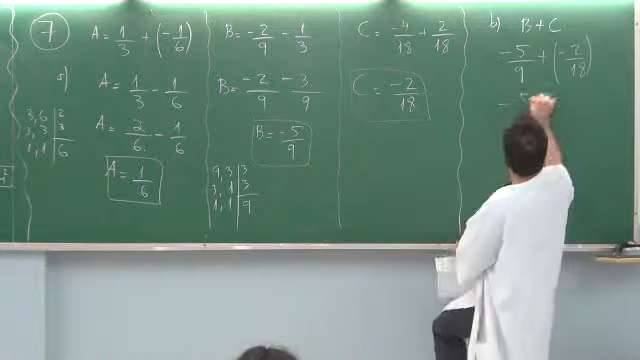 7
A = 1/3 + (-1/6)
a)
A = 1/3 - 1/6
3, 6 | 2
3, 3 | 3
1, 1 | 6
A = 2/6 - 1/6
A = 1/6
B = -2/9 - 1/3
B = -2/9 - 3/9
B = -5/9
9, 3 | 3
3, 1 | 3
1, 1 | 9
C = -4/18 + 2/18
C = -2/18
b) B + C
-5/9 + (-2/18)
-5